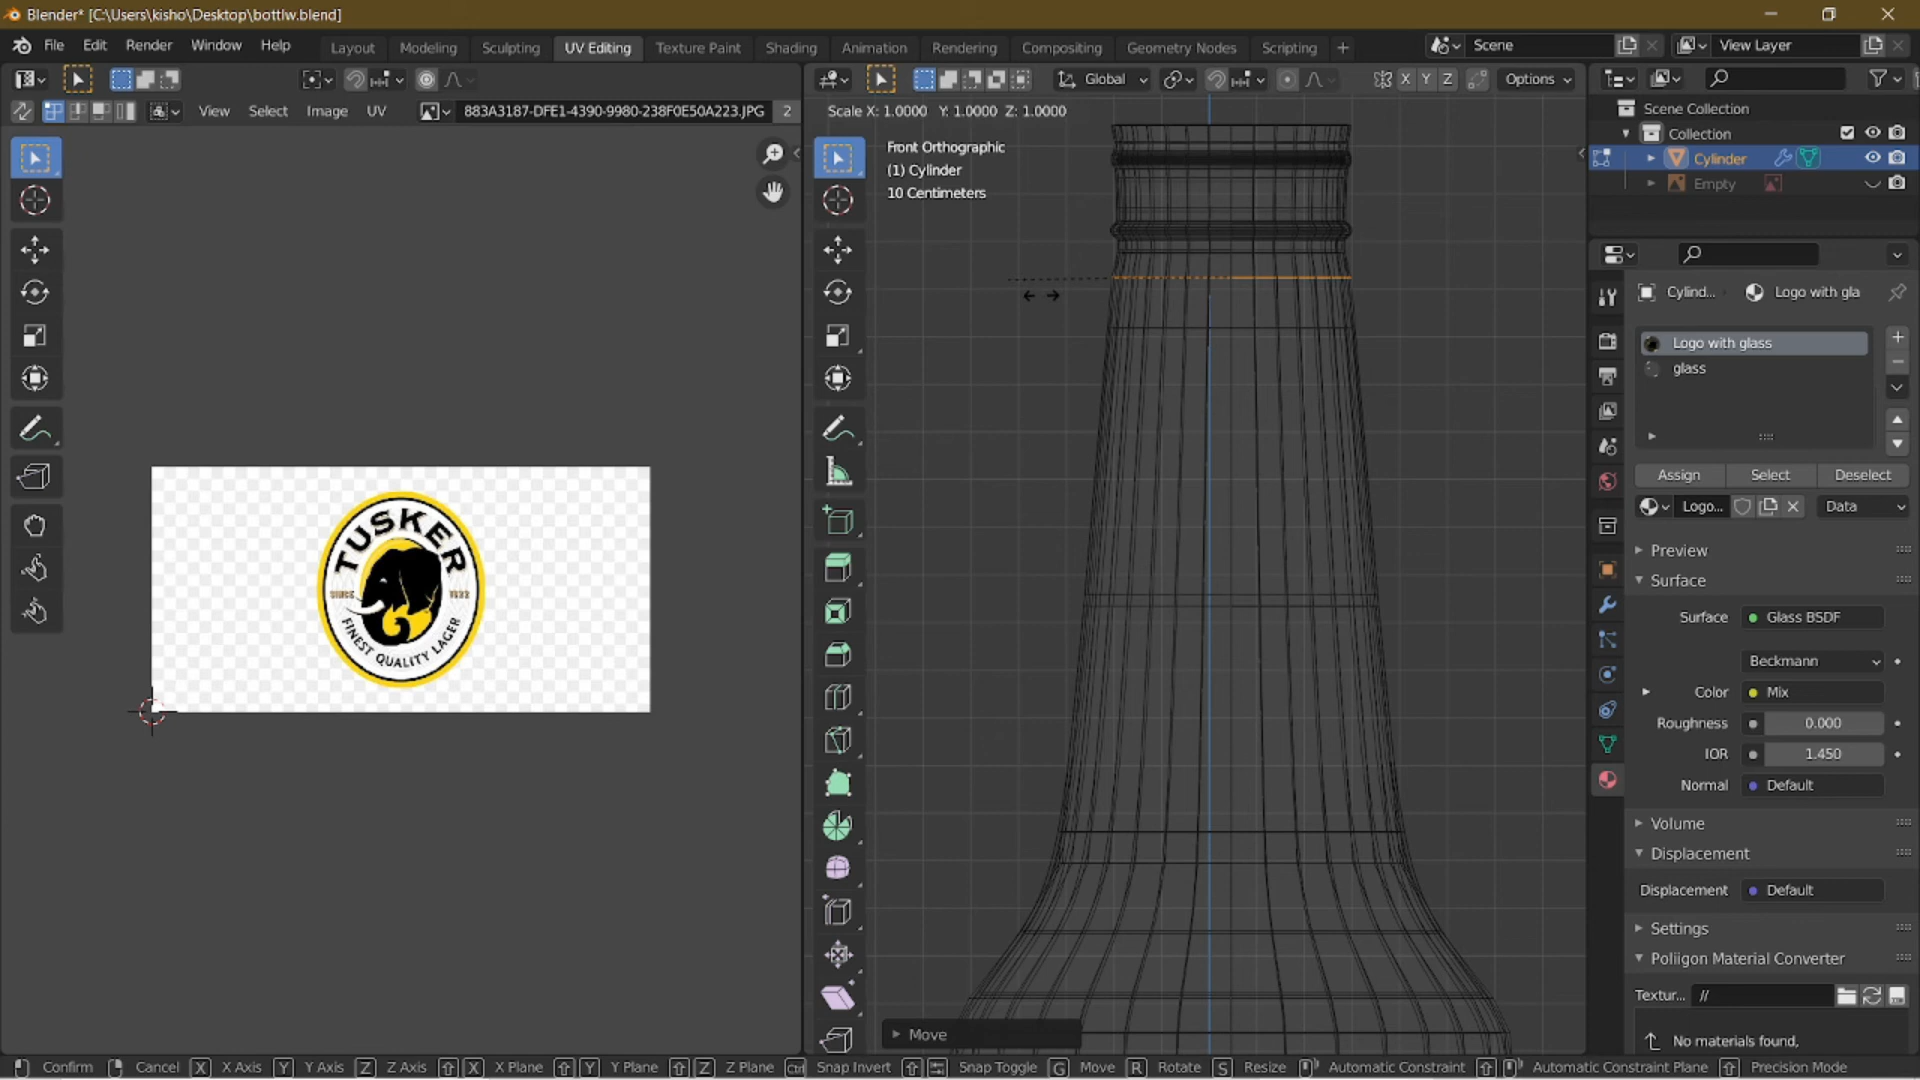 Blender* [C:\Users\kisho\Desktop\bottlw.blend]
File Edit Render Window Help Layout Modeling Sculpting UV Editing Texture Paint Shading Animation Rendering Compositing Geometry Nodes Scripting + Scene View Layer
Global X Y Z Options
View Select Image UV 883A3187-DFE1-4390-9980-238F0E50A223.JPG 2 Scale X: 1.0000 Y: 1.0000 Z: 1.0000
Scene Collection
Collection
Cylinder
Empty
Front Orthographic
(1) Cylinder
10 Centimeters
Cylind... Logo with gla
Logo with glass
glass
Assign Select Deselect
Logo... Data
Preview
Surface
Surface Glass BSDF
Beckmann
Color Mix
Roughness 0.000
IOR 1.450
Normal Default
Volume
Displacement
Displacement Default
Settings
Poliigon Material Converter
Textur... //
No materials found,
TUSKER
SINCE 1922
FINEST QUALITY LAGER
Move
Confirm Cancel X X Axis Y Y Axis Z Z Axis X X Plane Y Y Plane Z Z Plane Ctrl Snap Invert Snap Toggle G Move R Rotate S Resize Automatic Constraint Automatic Constraint Plane Precision Mode